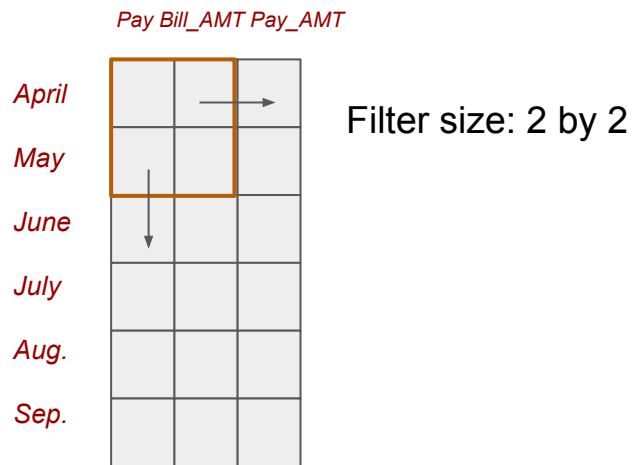 Pay Bill_AMT Pay_AMT
April
Filter size: 2 by 2
May
June
July
Aug.
Sep.